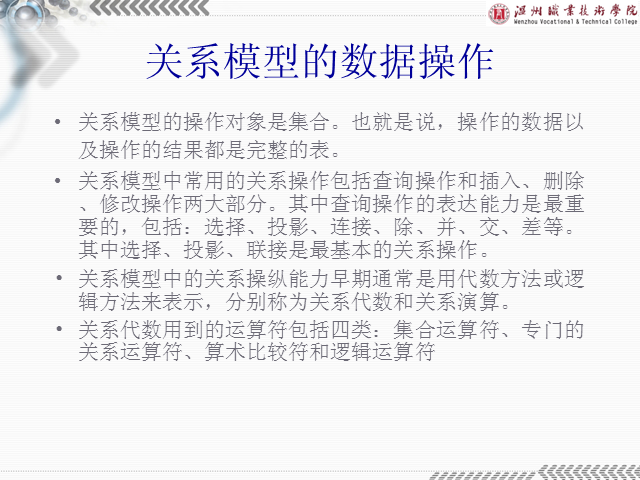 温州職業技術學院
Wenzhou Vocational & Technical College
关系模型的数据操作
• 关系模型的操作对象是集合。也就是说，操作的数据以
及操作的结果都是完整的表。
• 关系模型中常用的关系操作包括查询操作和插入、删除
、修改操作两大部分。其中查询操作的表达能力是最重
要的，包括：选择、投影、连接、除、并、交、差等。
其中选择、投影、联接是最基本的关系操作。
• 关系模型中的关系操纵能力早期通常是用代数方法或逻
辑方法来表示，分别称为关系代数和关系演算。
• 关系代数用到的运算符包括四类：集合运算符、专门的
关系运算符、算术比较符和逻辑运算符